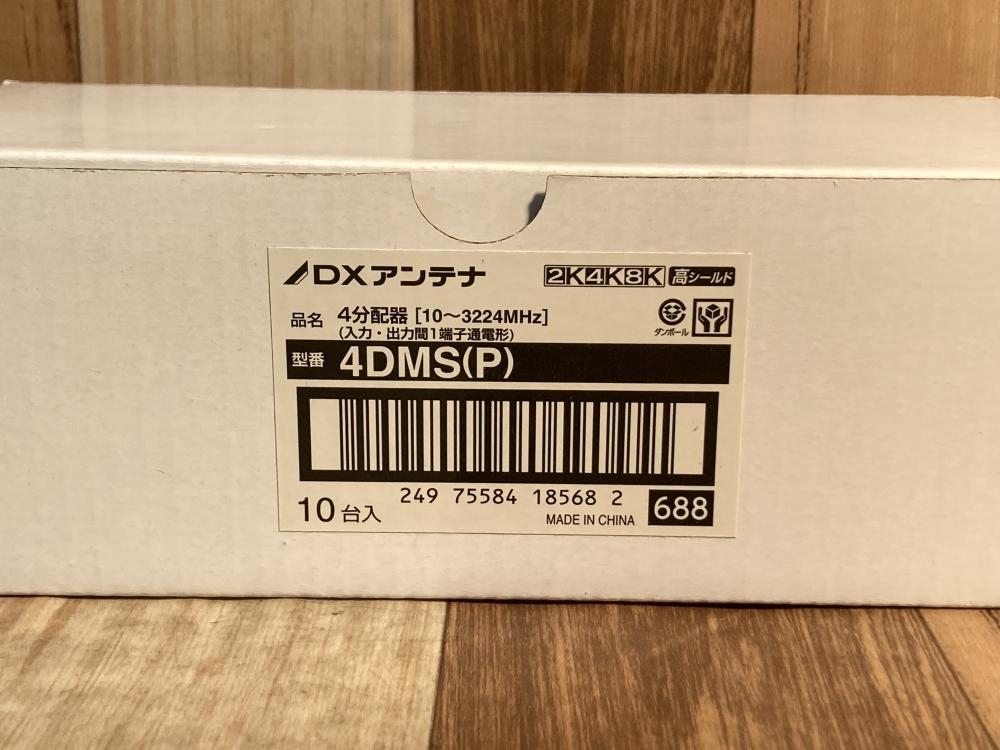 DXアンテナ 2K4K8K 高シールド
品名 4分配器 [10～3224MHz]
(入力・出力間1端子通電形)
ダンボール
型番 4DMS(P)
249 75584 18568 2
10台入
MADE IN CHINA
688